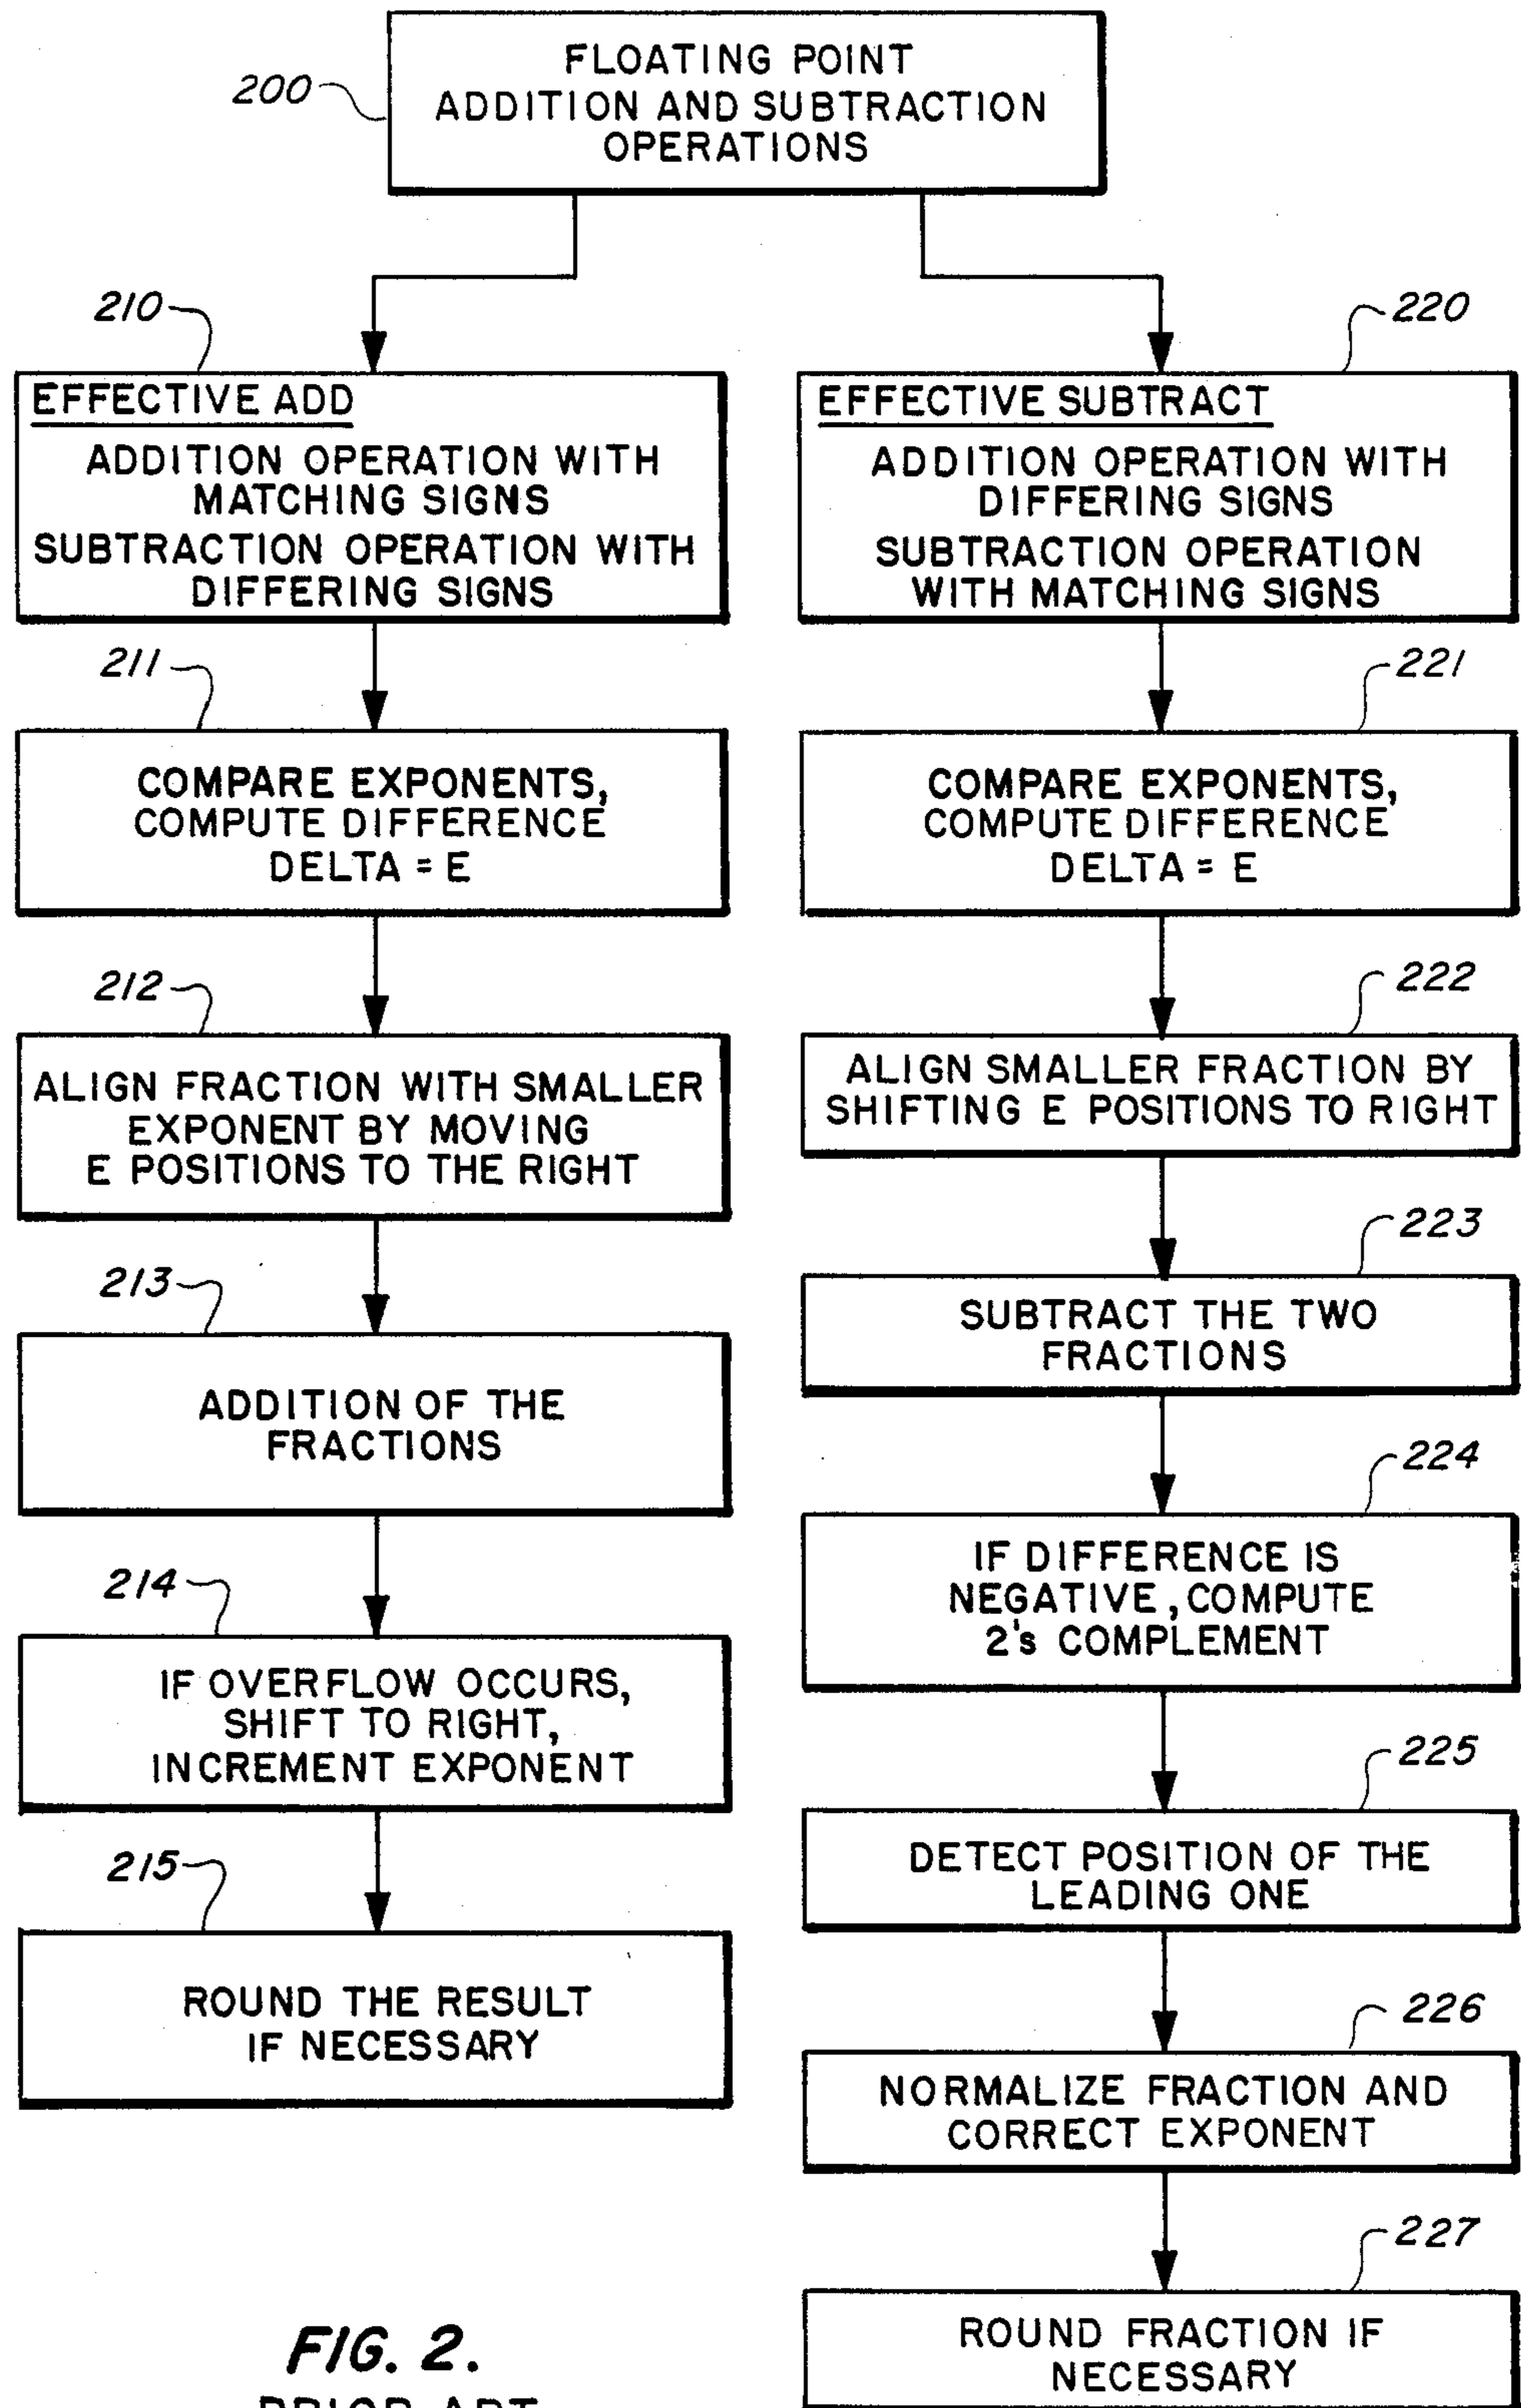 FLOATING POINT
ADDITION AND SUBTRACTION
OPERATIONS
200
210
EFFECTIVE ADD
ADDITION OPERATION WITH
MATCHING SIGNS
SUBTRACTION OPERATION WITH
DIFFERING SIGNS
211
COMPARE EXPONENTS,
COMPUTE DIFFERENCE
DELTA = E
212
ALIGN FRACTION WITH SMALLER
EXPONENT BY MOVING
E POSITIONS TO THE RIGHT
213
ADDITION OF THE
FRACTIONS
214
IF OVERFLOW OCCURS,
SHIFT TO RIGHT,
INCREMENT EXPONENT
215
ROUND THE RESULT
IF NECESSARY
220
EFFECTIVE SUBTRACT
ADDITION OPERATION WITH
DIFFERING SIGNS
SUBTRACTION OPERATION
WITH MATCHING SIGNS
221
COMPARE EXPONENTS,
COMPUTE DIFFERENCE
DELTA = E
222
ALIGN SMALLER FRACTION BY
SHIFTING E POSITIONS TO RIGHT
223
SUBTRACT THE TWO
FRACTIONS
224
IF DIFFERENCE IS
NEGATIVE, COMPUTE
2's COMPLEMENT
225
DETECT POSITION OF THE
LEADING ONE
226
NORMALIZE FRACTION AND
CORRECT EXPONENT
227
ROUND FRACTION IF
NECESSARY
FIG. 2.
PRIOR ART